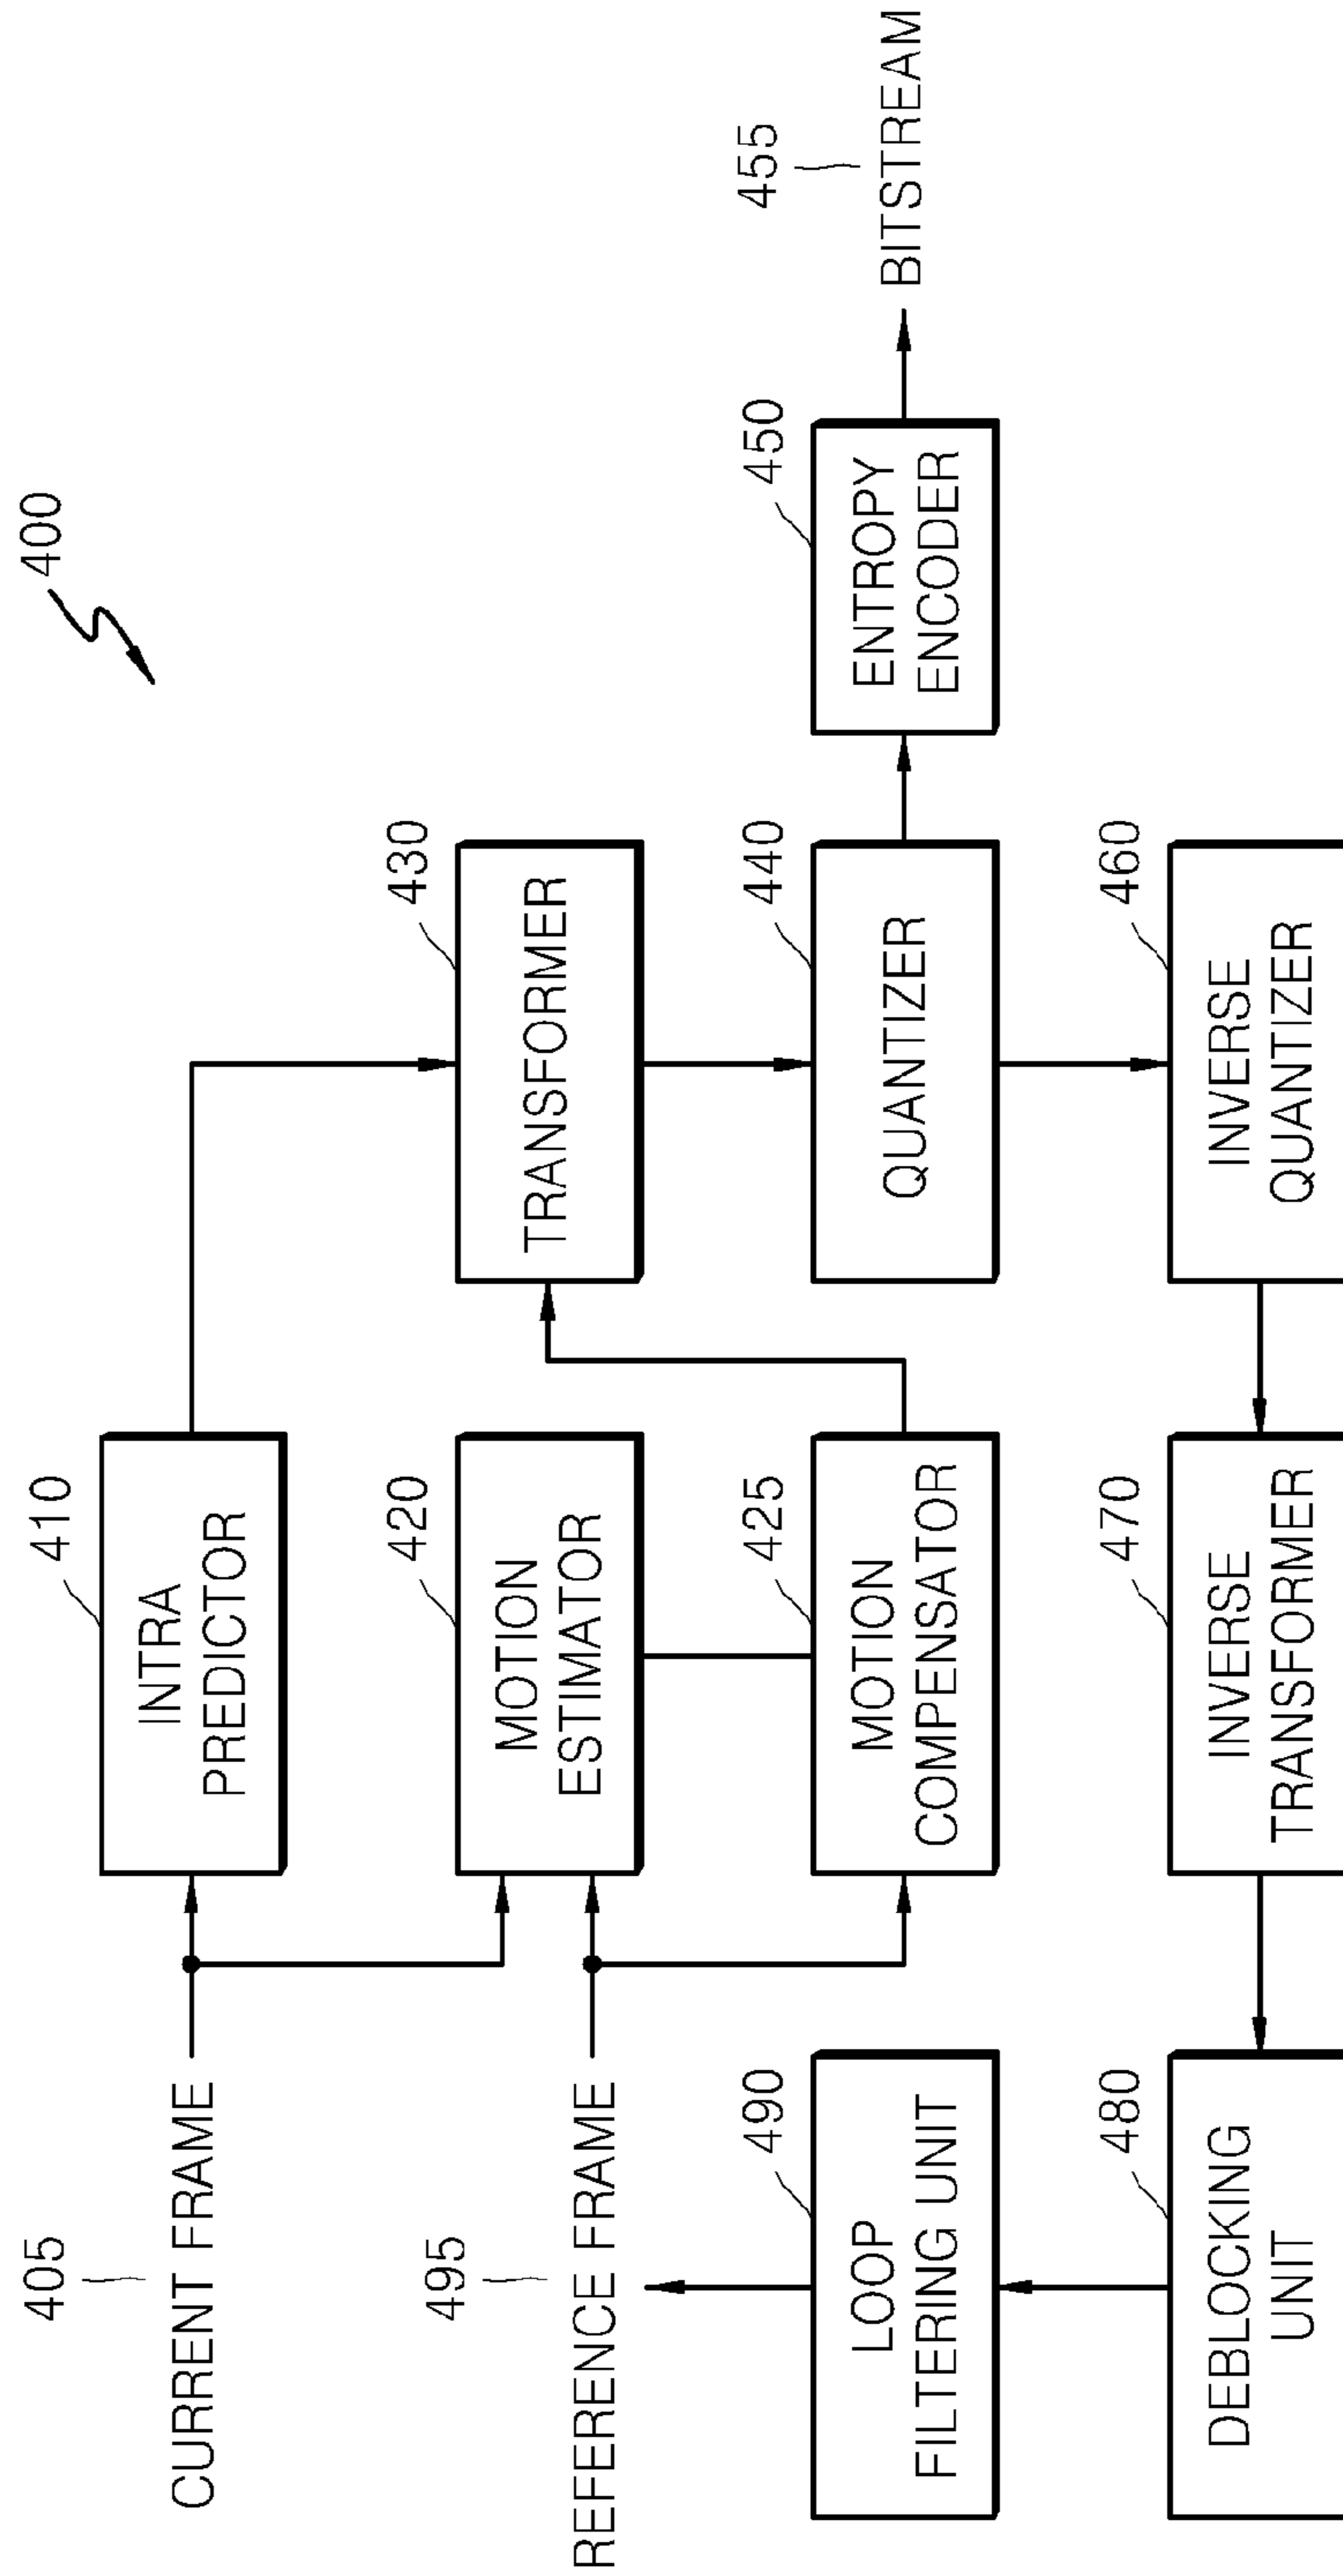 400
405
CURRENT FRAME
410
INTRA
PREDICTOR
495
REFERENCE FRAME
420
MOTION
ESTIMATOR
430
TRANSFORMER
490
LOOP
FILTERING UNIT
425
MOTION
COMPENSATOR
440
QUANTIZER
450
ENTROPY
ENCODER
455
BITSTREAM
480
DEBLOCKING
UNIT
470
INVERSE
TRANSFORMER
460
INVERSE
QUANTIZER